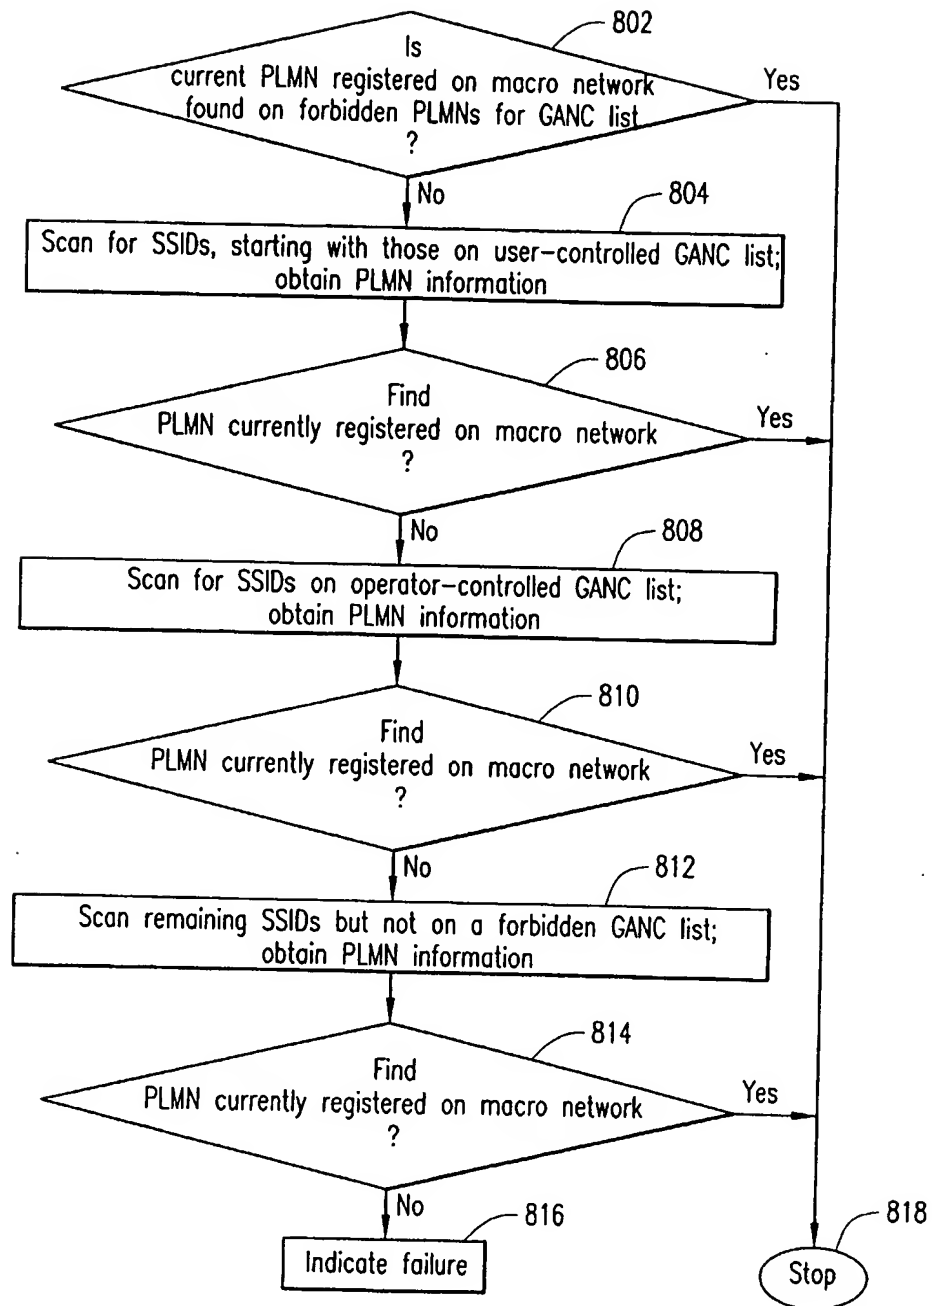 802
Is
current PLMN registered on macro network
found on forbidden PLMNs for GANC list
?
Yes
No
804
Scan for SSIDs, starting with those on user-controlled GANC list;
obtain PLMN information
806
Find
PLMN currently registered on macro network
?
Yes
No
808
Scan for SSIDs on operator-controlled GANC list;
obtain PLMN information
810
Find
PLMN currently registered on macro network
?
Yes
No
812
Scan remaining SSIDs but not on a forbidden GANC list;
obtain PLMN information
814
Find
PLMN currently registered on macro network
?
Yes
No
816
Indicate failure
818
Stop